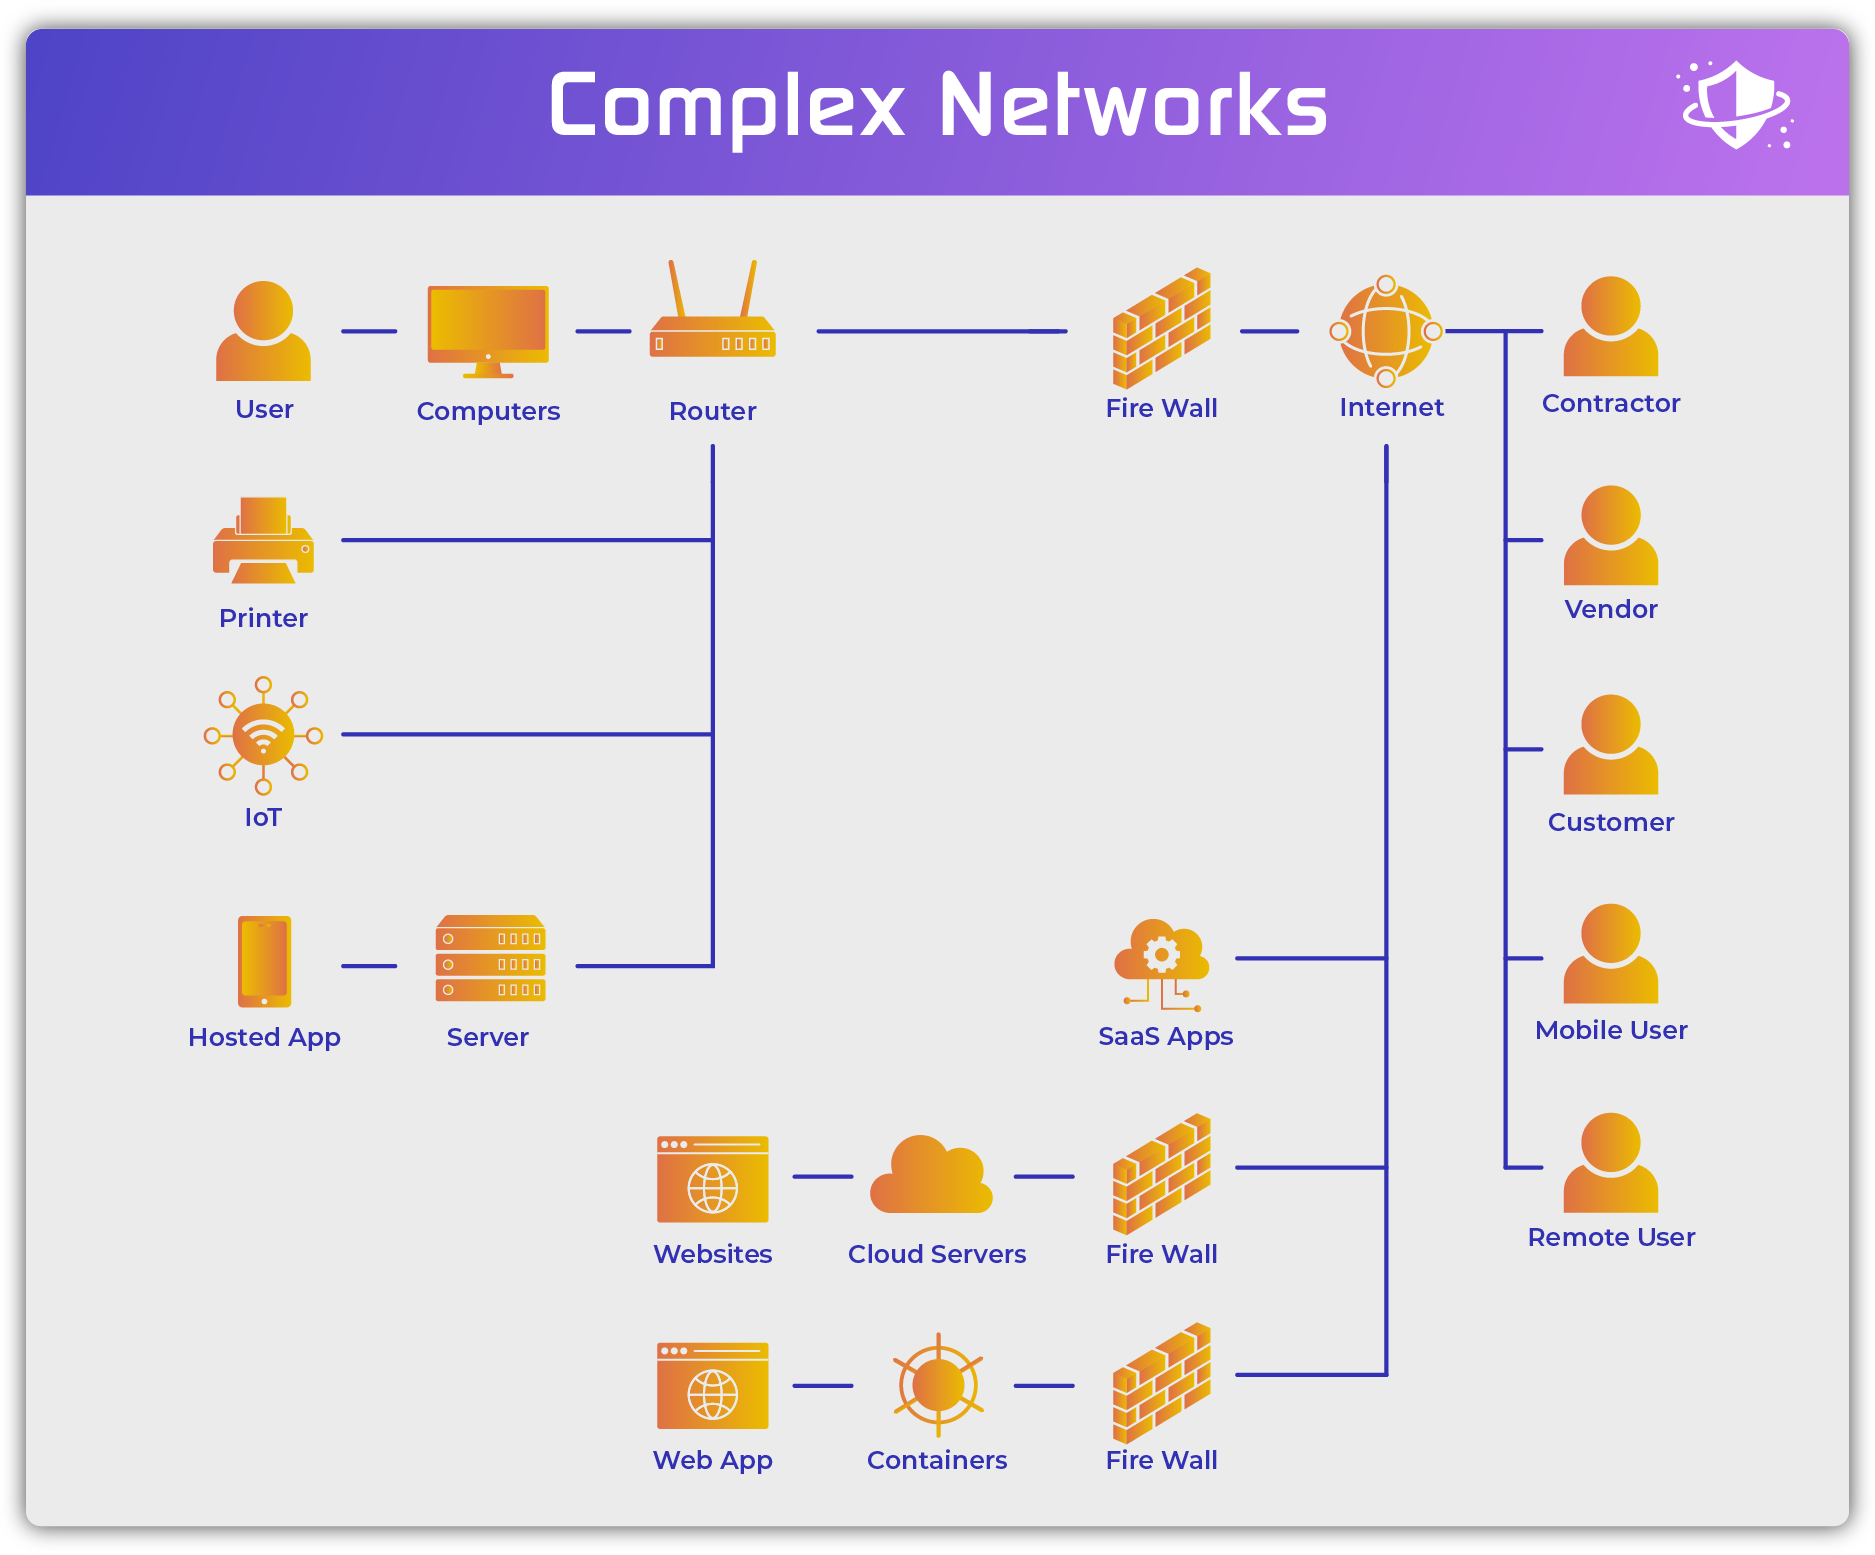 Complex Networks
User
Computers
Router
Fire Wall
Internet
Contractor
Printer
Vendor
IoT
Customer
Hosted App
Server
SaaS Apps
Mobile User
Websites
Cloud Servers
Fire Wall
Remote User
Web App
Containers
Fire Wall